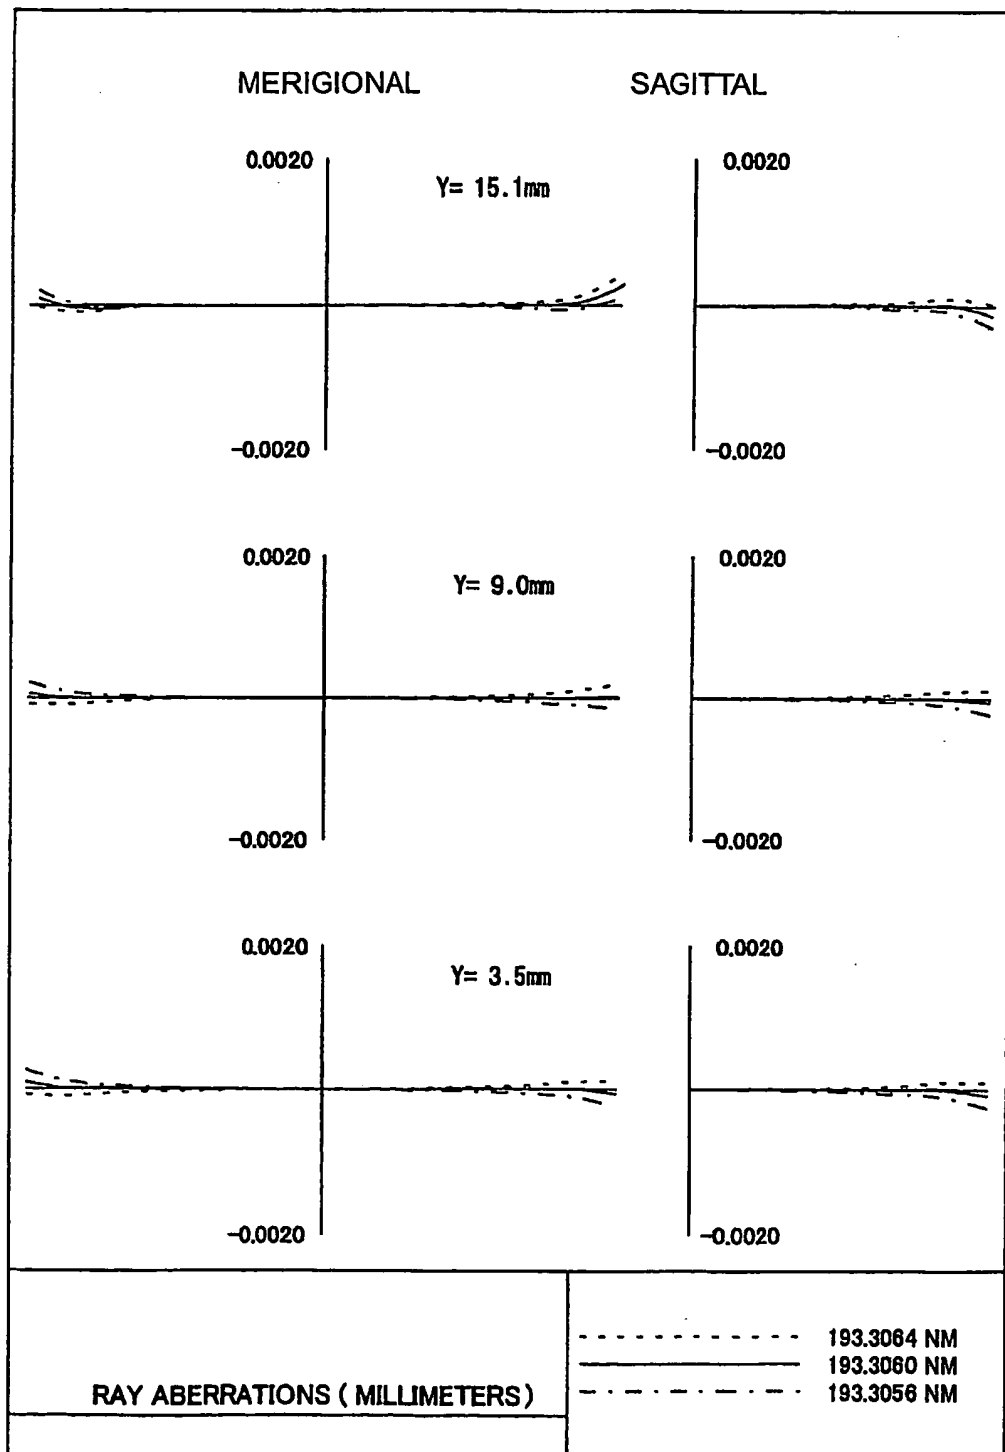 MERIGIONAL SAGITTAL
0.0020 0.0020
Y= 15.1mm
-0.0020 -0.0020
0.0020 0.0020
Y= 9.0mm
-0.0020 -0.0020
0.0020 0.0020
Y= 3.5mm
-0.0020 -0.0020
193.3064 NM
193.3060 NM
RAY ABERRATIONS ( MILLIMETERS ) 193.3056 NM